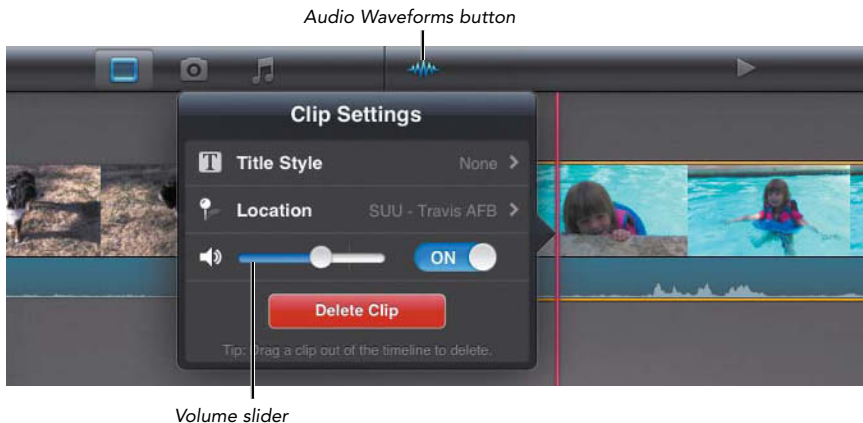 Audio Waveforms button
Clip Settings
T Title Style None
Location SUU - Travis AFB
ON
Delete Clip
Tip: Drag a clip out of the timeline to delete.
Volume slider